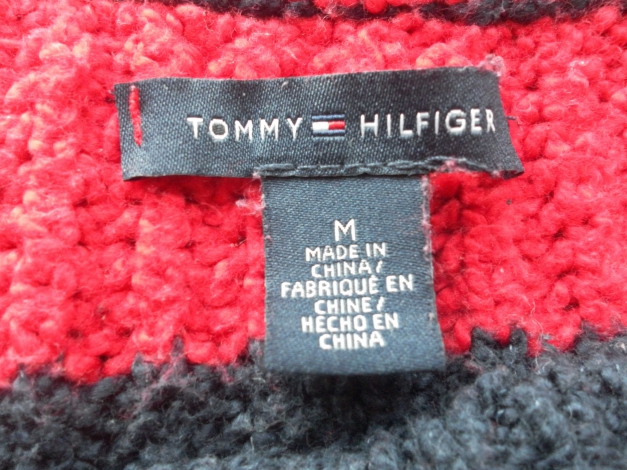 TOMMY HILFIGER
M
MADE IN
CHINA/
FABRIQUÉ EN
CHINE/
HECHO EN
CHINA